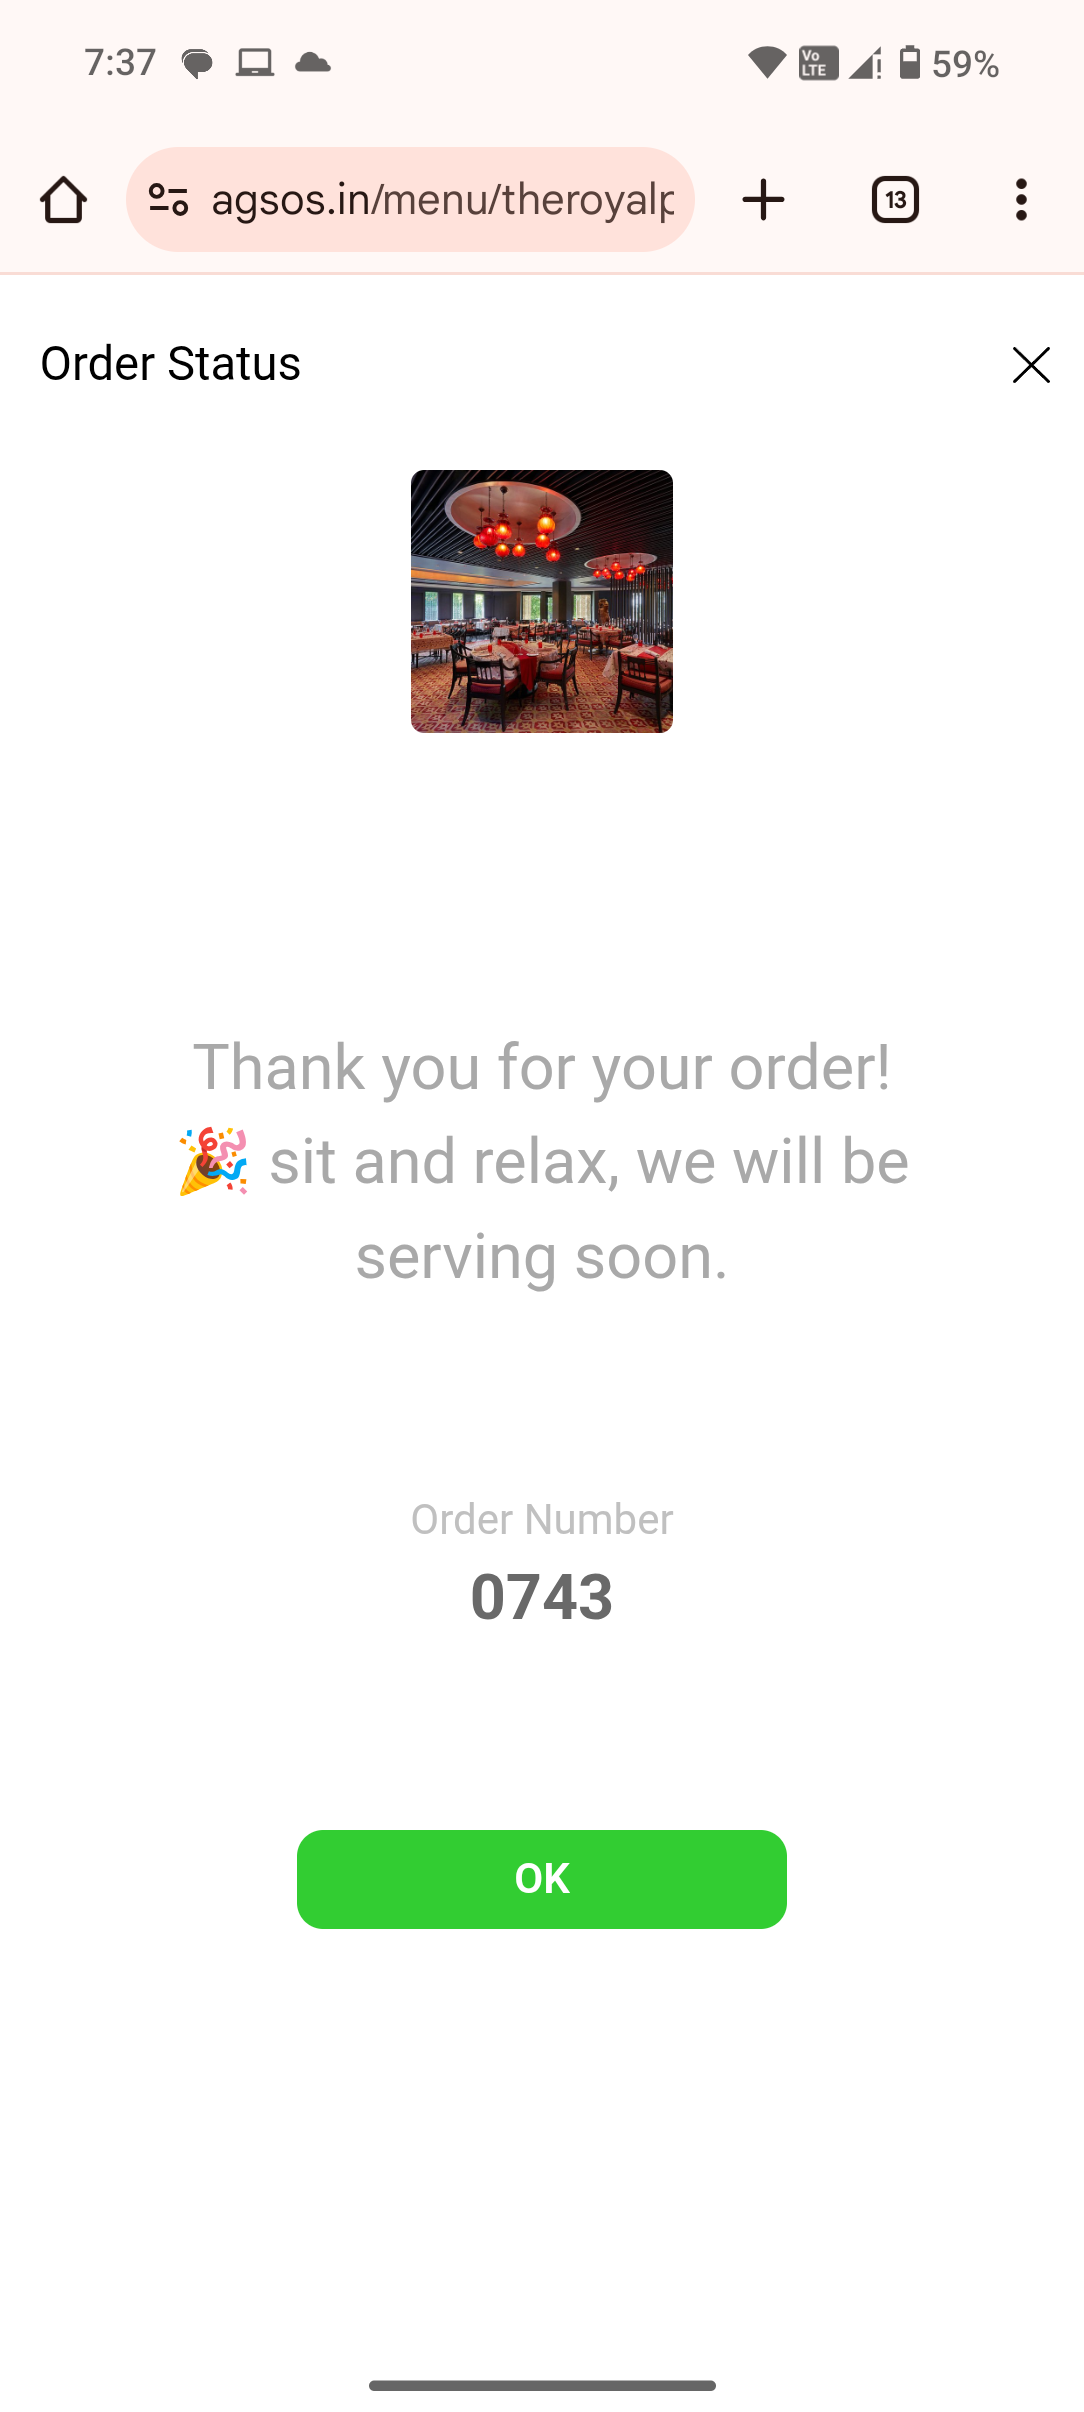 7:37
Vo LTE
59%
agsos.in/menu/theroyalp
13
Order Status
Thank you for your order!
🎉 sit and relax, we will be
serving soon.
Order Number
0743
OK